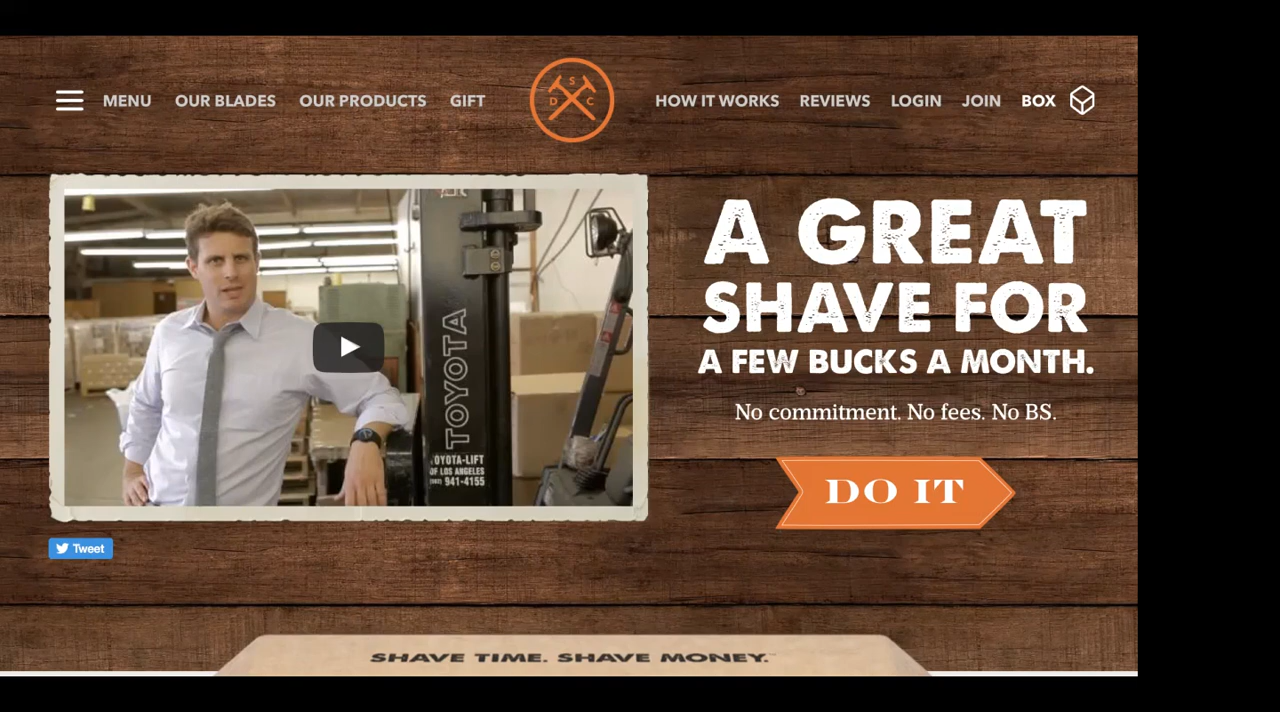 MENU OUR BLADES OUR PRODUCTS GIFT
S
D C
HOW IT WORKS REVIEWS LOGIN JOIN BOX
TOYOTA
OYOTA-LIFT
OF LOS ANGELES
941-4155
A GREAT
SHAVE FOR
A FEW BUCKS A MONTH.
No commitment. No fees. No BS.
DO IT
Tweet
SHAVE TIME. SHAVE MONEY.